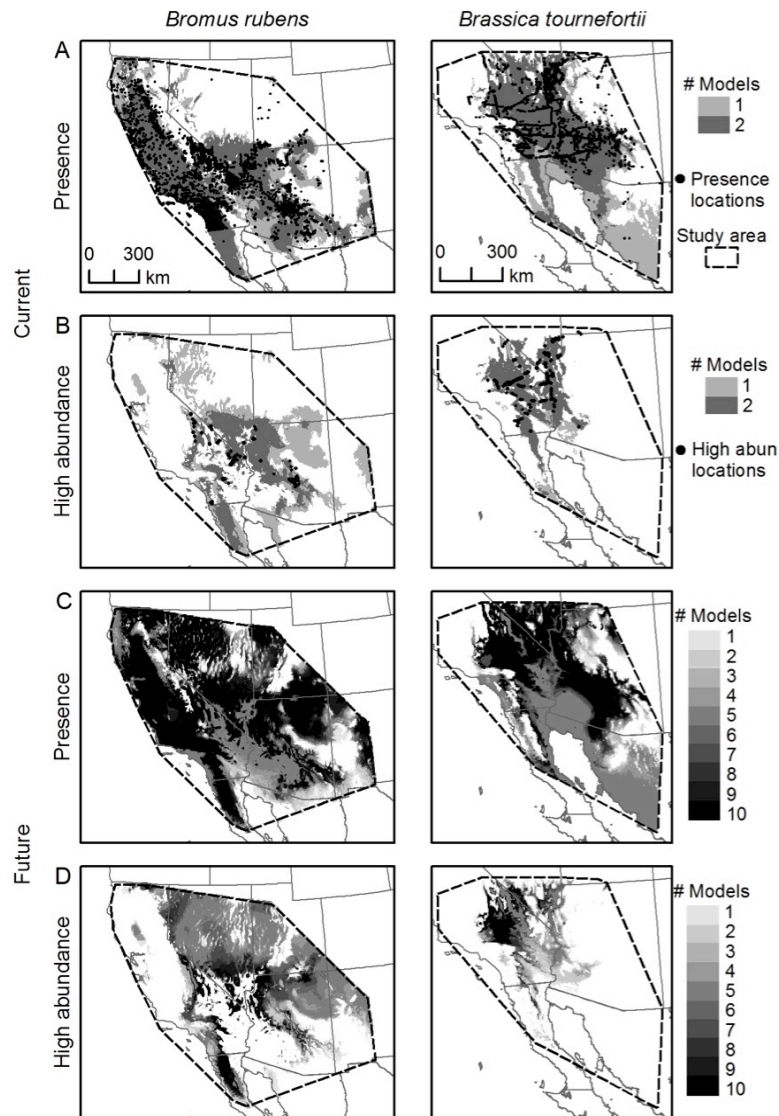 Bromus rubens
Brassica tournefortii
Current
Future
A
Presence
0 300
km
0 300
km
# Models
1
2
Presence
locations
Study area
B
High abundance
# Models
1
2
High abun
locations
C
Presence
# Models
1
2
3
4
5
6
7
8
9
10
D
High abundance
# Models
1
2
3
4
5
6
7
8
9
10